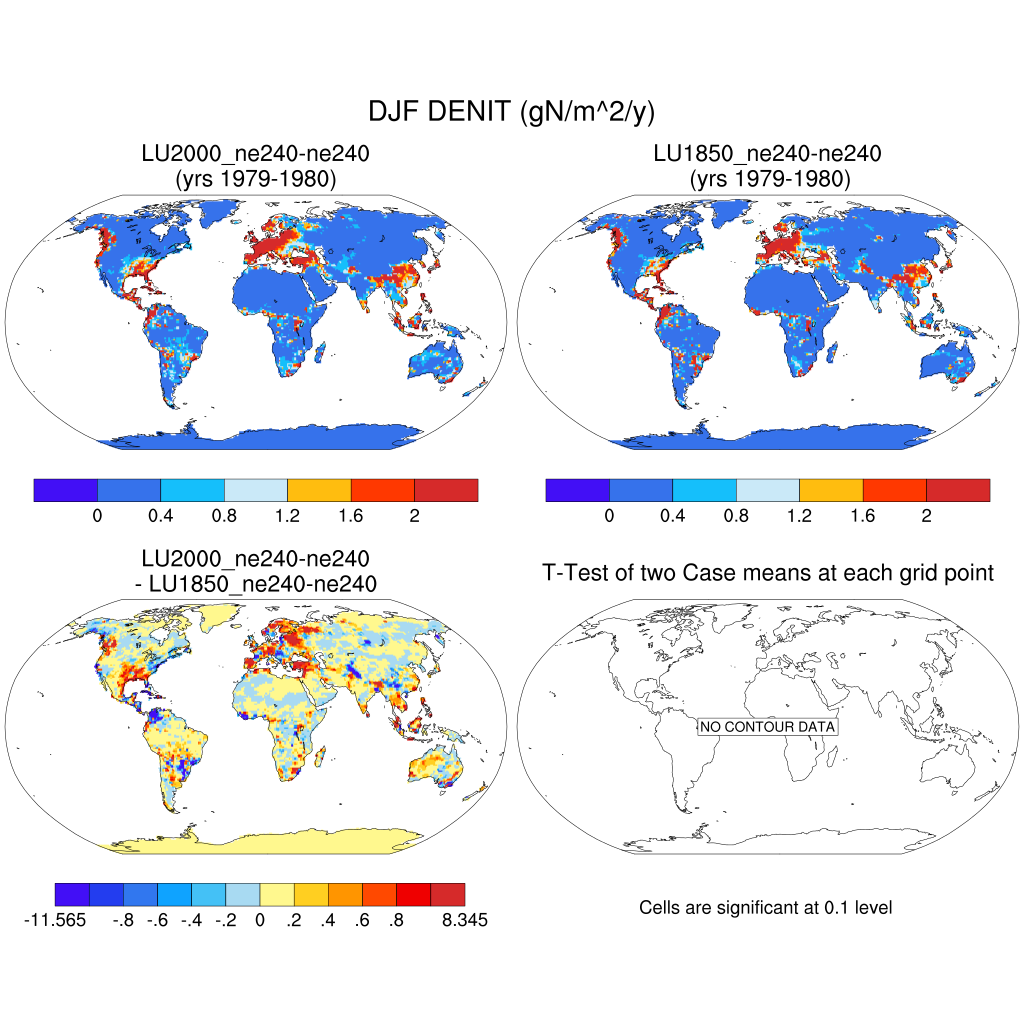 DJF DENIT (gN/m^2/y)
LU2000_ne240-ne240
(yrs 1979-1980)
LU1850_ne240-ne240
(yrs 1979-1980)
0 0.4 0.8 1.2 1.6 2
0 0.4 0.8 1.2 1.6 2
LU2000_ne240-ne240
- LU1850_ne240-ne240
T-Test of two Case means at each grid point
NO CONTOUR DATA
-11.565 -.8 -.6 -.4 -.2 0 .2 .4 .6 .8 8.345
Cells are significant at 0.1 level